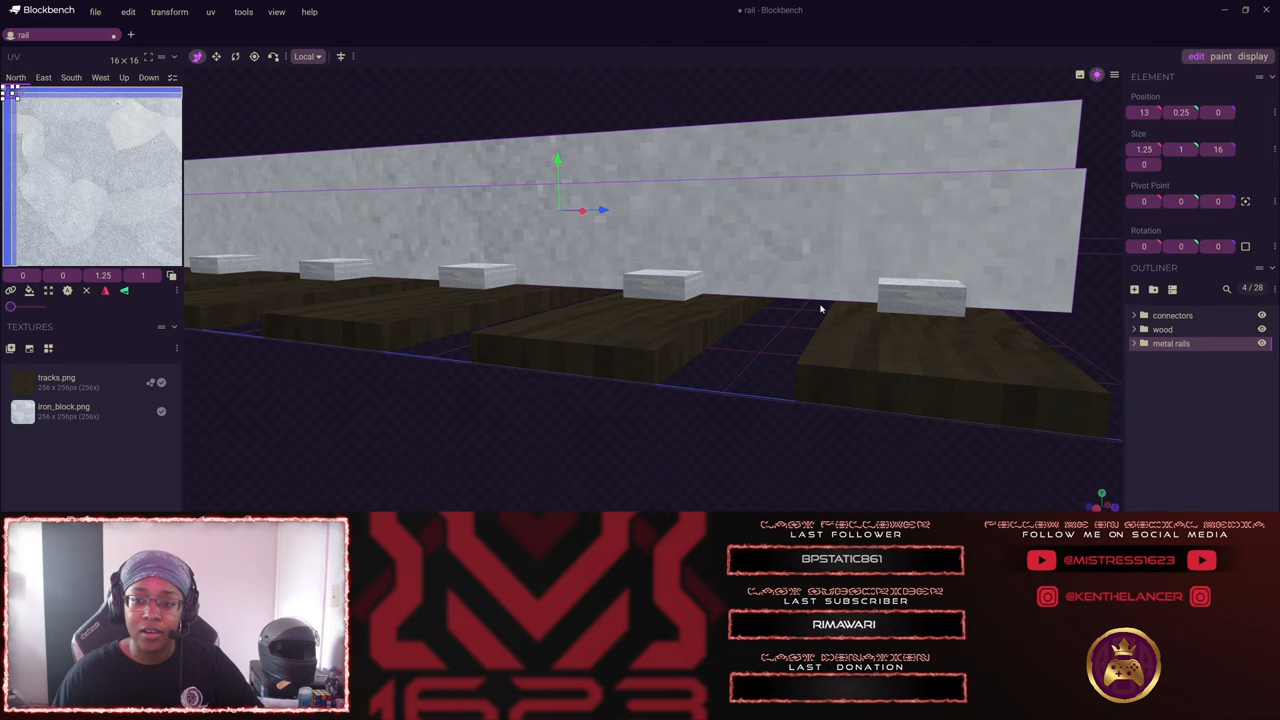 Blockbench
file edit transform uv tools view help
● rail - Blockbench
rail
UV
16×16
Local
edit paint display
North East South West Up Down
0 0 1.25 1
TEXTURES
tracks.png
256 x 256px (256x)
iron_block.png
256 x 256px (256x)
ELEMENT
Position
13 0.25 0
Size
1.25 1 16
0
Pivot Point
0 0 0
Rotation
0 0 0
OUTLINER
4 / 28
connectors
wood
metal rails
Y
LAST FOLLOWER
BPSTATIC861
LAST SUBSCRIBER
RIMAWARI
LAST DONATION
FOLLOW ME ON SOCIAL MEDIA
@MISTRESS1623
@KENTHELANCER
1623